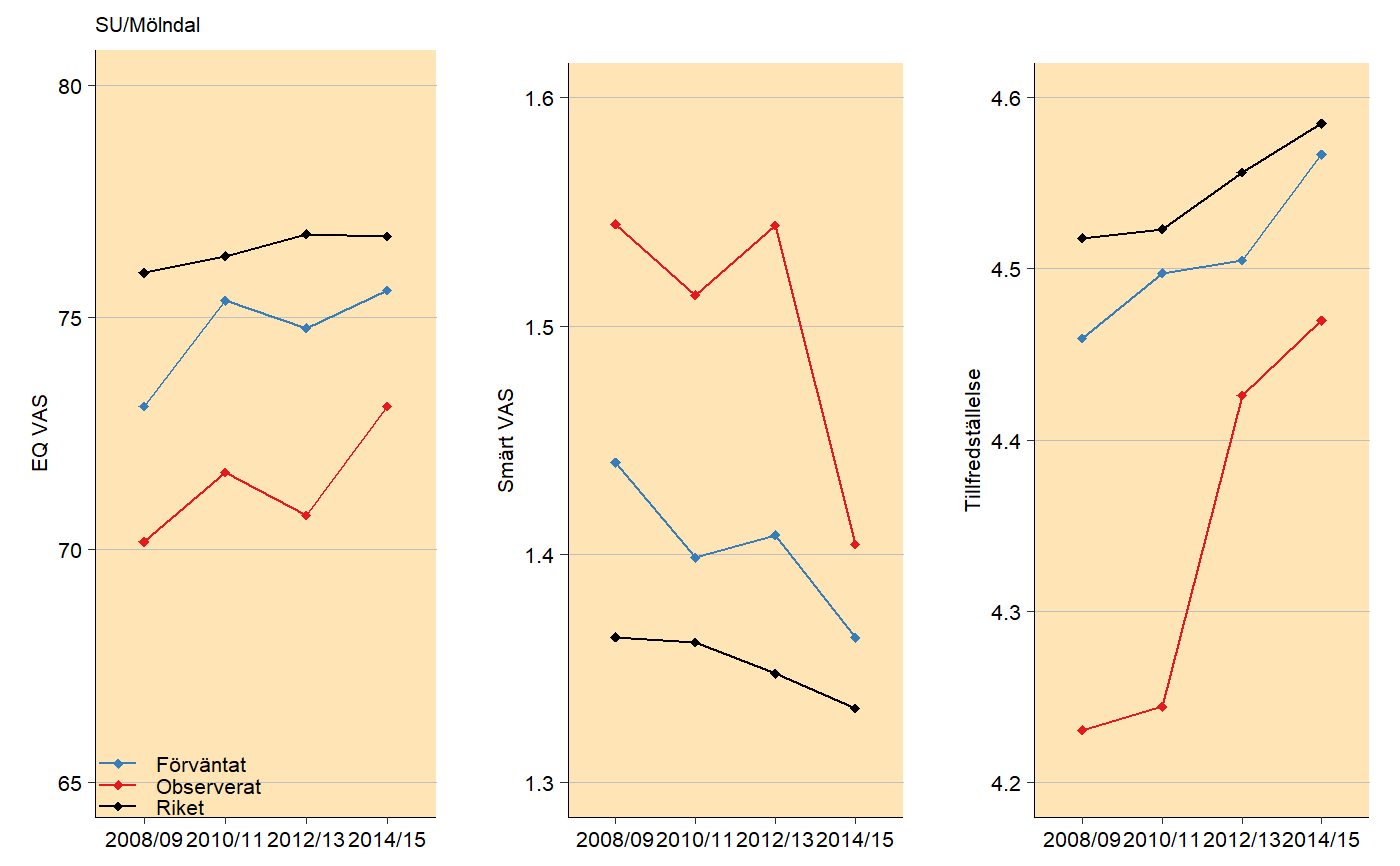 SU/Mölndal
EQ VAS
80
75
70
65
Förväntat
Observerat
Riket
2008/09 2010/11 2012/13 2014/15
Smärt VAS
1.6
1.5
1.4
1.3
2008/09 2010/11 2012/13 2014/15
Tillfredställelse
4.6
4.5
4.4
4.3
4.2
2008/09 2010/11 2012/13 2014/15